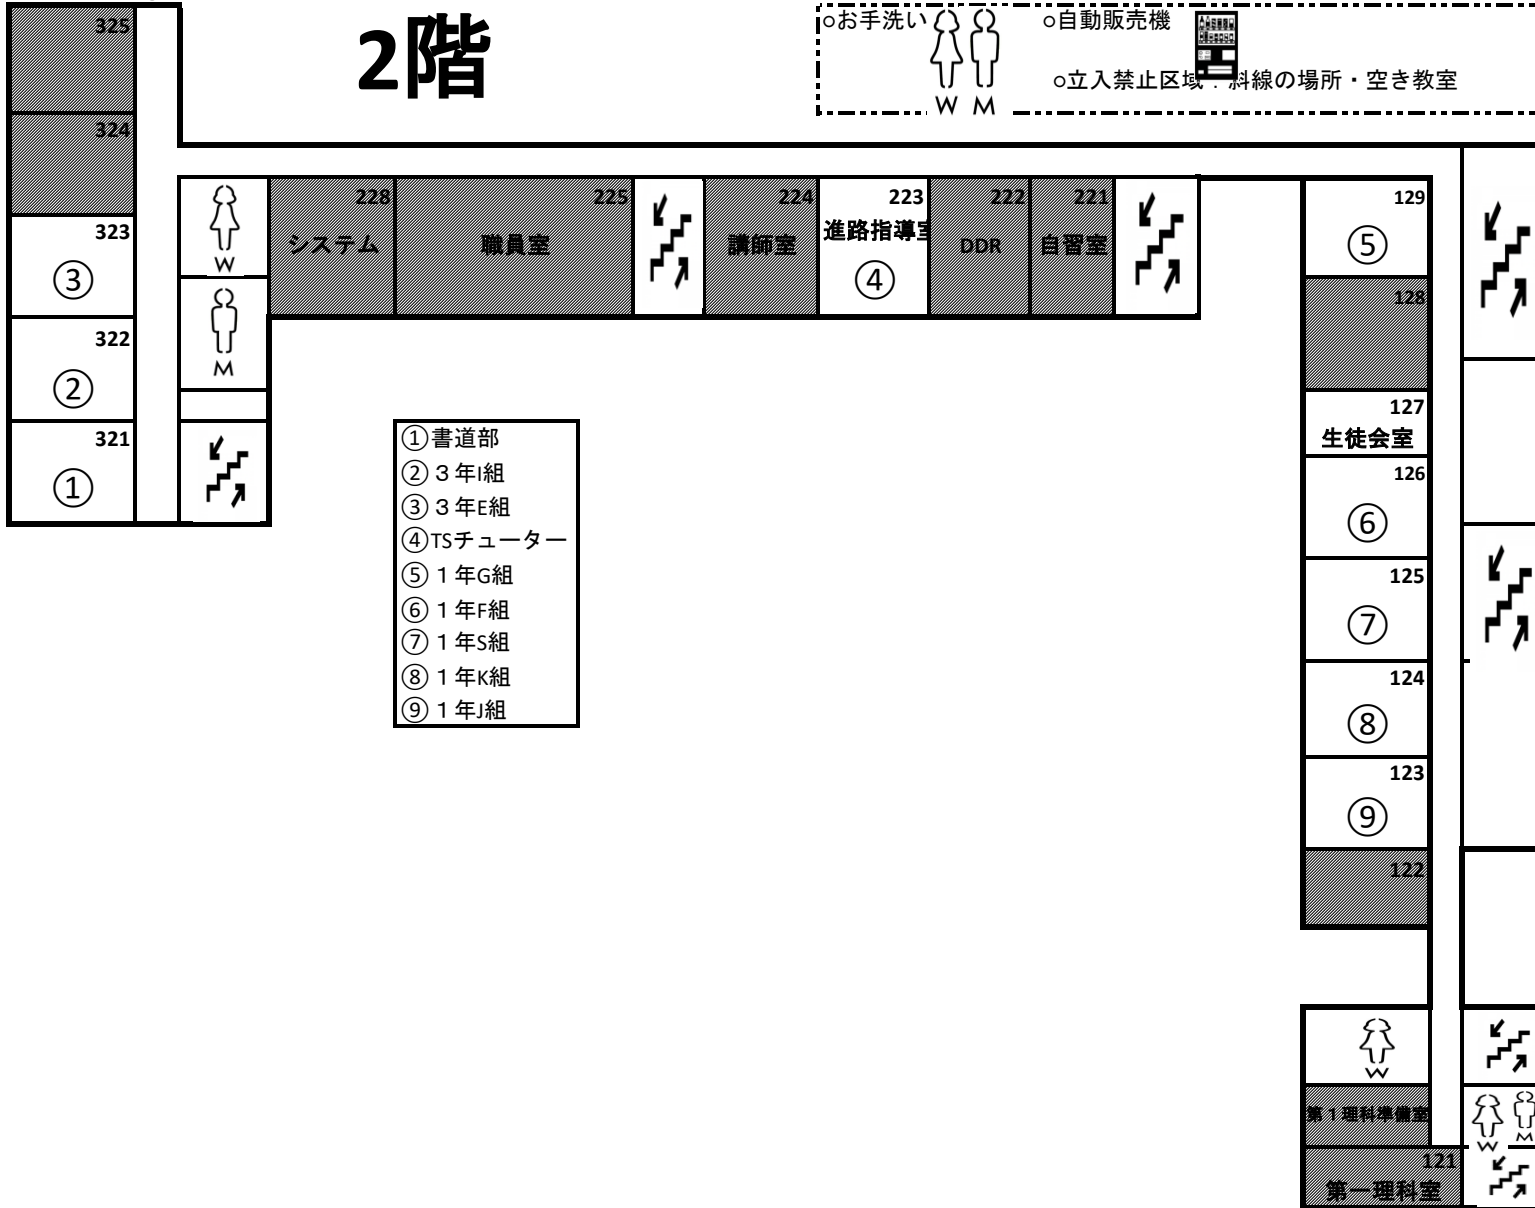 2階
○お手洗い
W M
○自動販売機
○立入禁止区域：斜線の場所・空き教室
325
324
323
③
322
②
321
①
W
M
228
システム
225
職員室
224
講師室
223
進路指導室
④
222
DDR
221
自習室
①書道部
②３年I組
③３年E組
④TSチューター
⑤１年G組
⑥１年F組
⑦１年S組
⑧１年K組
⑨１年J組
129
⑤
128
127
生徒会室
126
⑥
125
⑦
124
⑧
123
⑨
122
W
第１理科準備室
W M
121
第一理科室